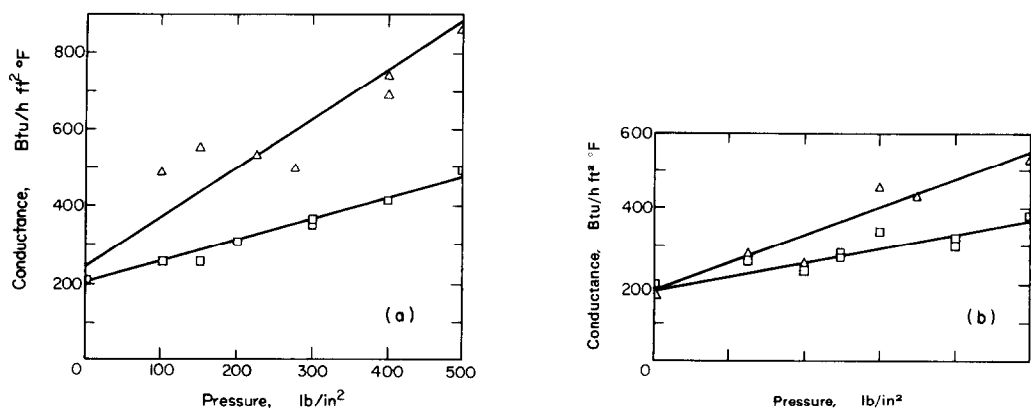 Conductance, Btu/h ft² °F
800
600
400
200
0
(a)
0 100 200 300 400 500
Pressure, lb/in²
Conductance, Btu/h ft² °F
600
400
200
0
(b)
Pressure, lb/in²